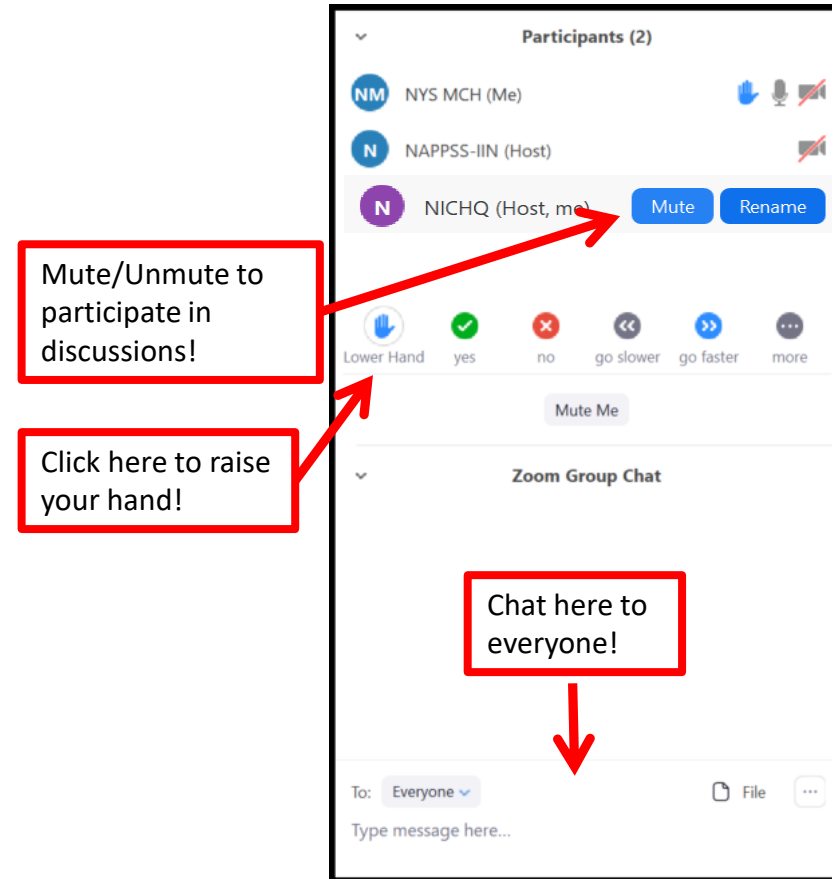 Participants (2)
NM NYS MCH (Me)
N NAPPSS-IIN (Host)
N NICHQ (Host, me) Mute Rename
Mute/Unmute to
participate in
discussions!
Lower Hand yes no go slower go faster more
Mute Me
Click here to raise
your hand!
Zoom Group Chat
Chat here to
everyone!
To: Everyone File
Type message here...